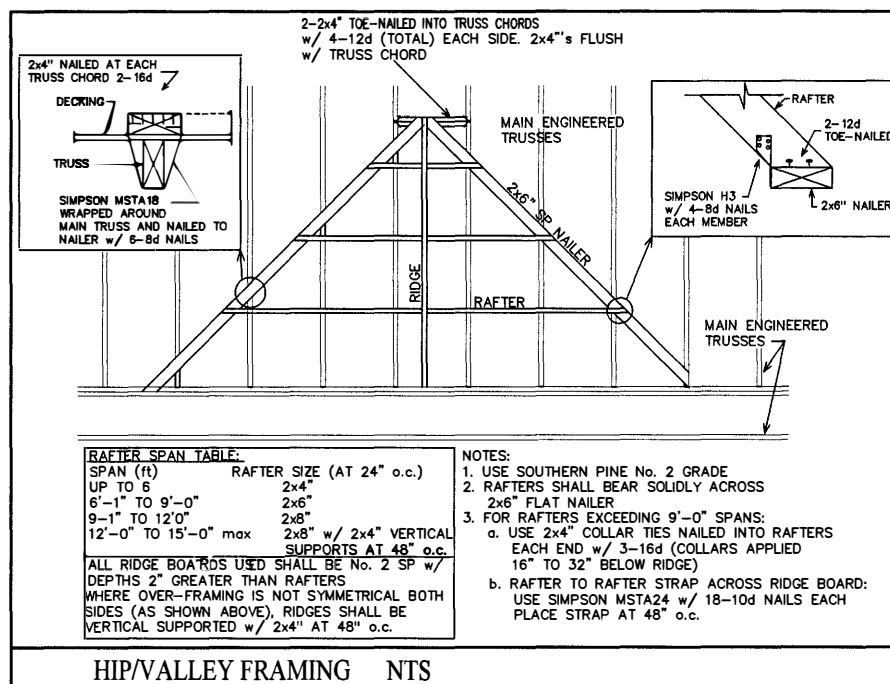 2-2x4" TOE-NAILED INTO TRUSS CHORDS
w/ 4-12d (TOTAL) EACH SIDE. 2x4"'s FLUSH
w/ TRUSS CHORD
2x4" NAILED AT EACH
TRUSS CHORD 2-16d
DECKING
TRUSS
SIMPSON MSTA18
WRAPPED AROUND
MAIN TRUSS AND NAILED TO
NAILER w/ 6-8d NAILS
MAIN ENGINEERED
TRUSSES
RAFTER
2-12d
TOE-NAILED
SIMPSON H3
w/ 4-8d NAILS
EACH MEMBER
2x6" NAILER
2x6" SP NAILER
RIDGE
RAFTER
MAIN ENGINEERED
TRUSSES
RAFTER SPAN TABLE:
SPAN (ft) RAFTER SIZE (AT 24" o.c.)
UP TO 6 2x4"
6'-1" TO 9'-0" 2x6"
9-1" TO 12'0" 2x8"
12'-0" TO 15'-0" max 2x8" w/ 2x4" VERTICAL
SUPPORTS AT 48" o.c.
ALL RIDGE BOARDS USED SHALL BE No. 2 SP w/
DEPTHS 2" GREATER THAN RAFTERS
WHERE OVER-FRAMING IS NOT SYMMETRICAL BOTH
SIDES (AS SHOWN ABOVE), RIDGES SHALL BE
VERTICAL SUPPORTED w/ 2x4" AT 48" o.c.
NOTES:
1. USE SOUTHERN PINE No. 2 GRADE
2. RAFTERS SHALL BEAR SOLIDLY ACROSS
2x6" FLAT NAILER
3. FOR RAFTERS EXCEEDING 9'-0" SPANS:
a. USE 2x4" COLLAR TIES NAILED INTO RAFTERS
EACH END w/ 3-16d (COLLARS APPLIED
16" TO 32" BELOW RIDGE)
b. RAFTER TO RAFTER STRAP ACROSS RIDGE BOARD:
USE SIMPSON MSTA24 w/ 18-10d NAILS EACH
PLACE STRAP AT 48" o.c.
HIP/VALLEY FRAMING NTS